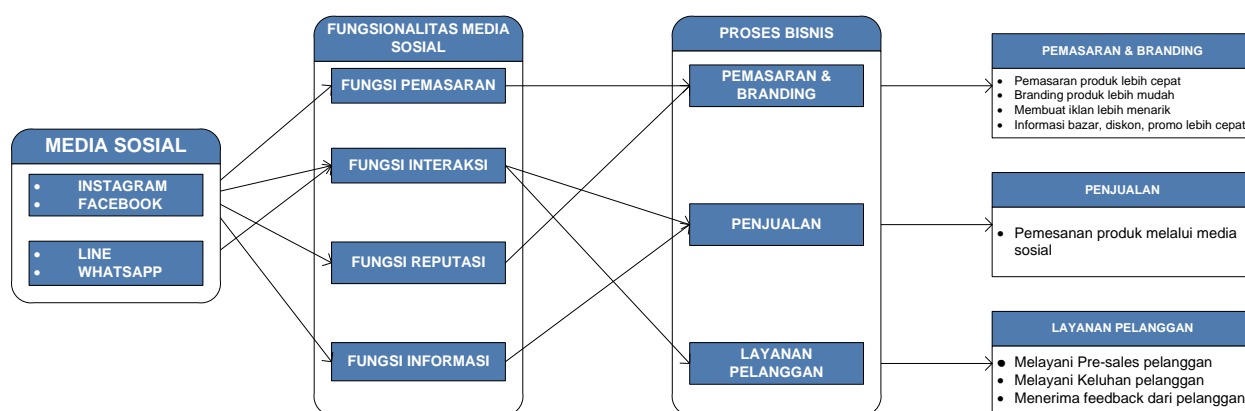 MEDIA SOSIAL
• INSTAGRAM
• FACEBOOK
• LINE
• WHATSAPP
FUNGSIONALITAS MEDIA
SOSIAL
FUNGSI PEMASARAN
FUNGSI INTERAKSI
FUNGSI REPUTASI
FUNGSI INFORMASI
PROSES BISNIS
PEMASARAN &
BRANDING
PENJUALAN
LAYANAN
PELANGGAN
PEMASARAN & BRANDING
• Pemasaran produk lebih cepat
• Branding produk lebih mudah
• Membuat iklan lebih menarik
• Informasi bazar, diskon, promo lebih cepat
PENJUALAN
• Pemesanan produk melalui media
sosial
LAYANAN PELANGGAN
• Melayani Pre-sales pelanggan
• Melayani Keluhan pelanggan
• Menerima feedback dari pelanggan